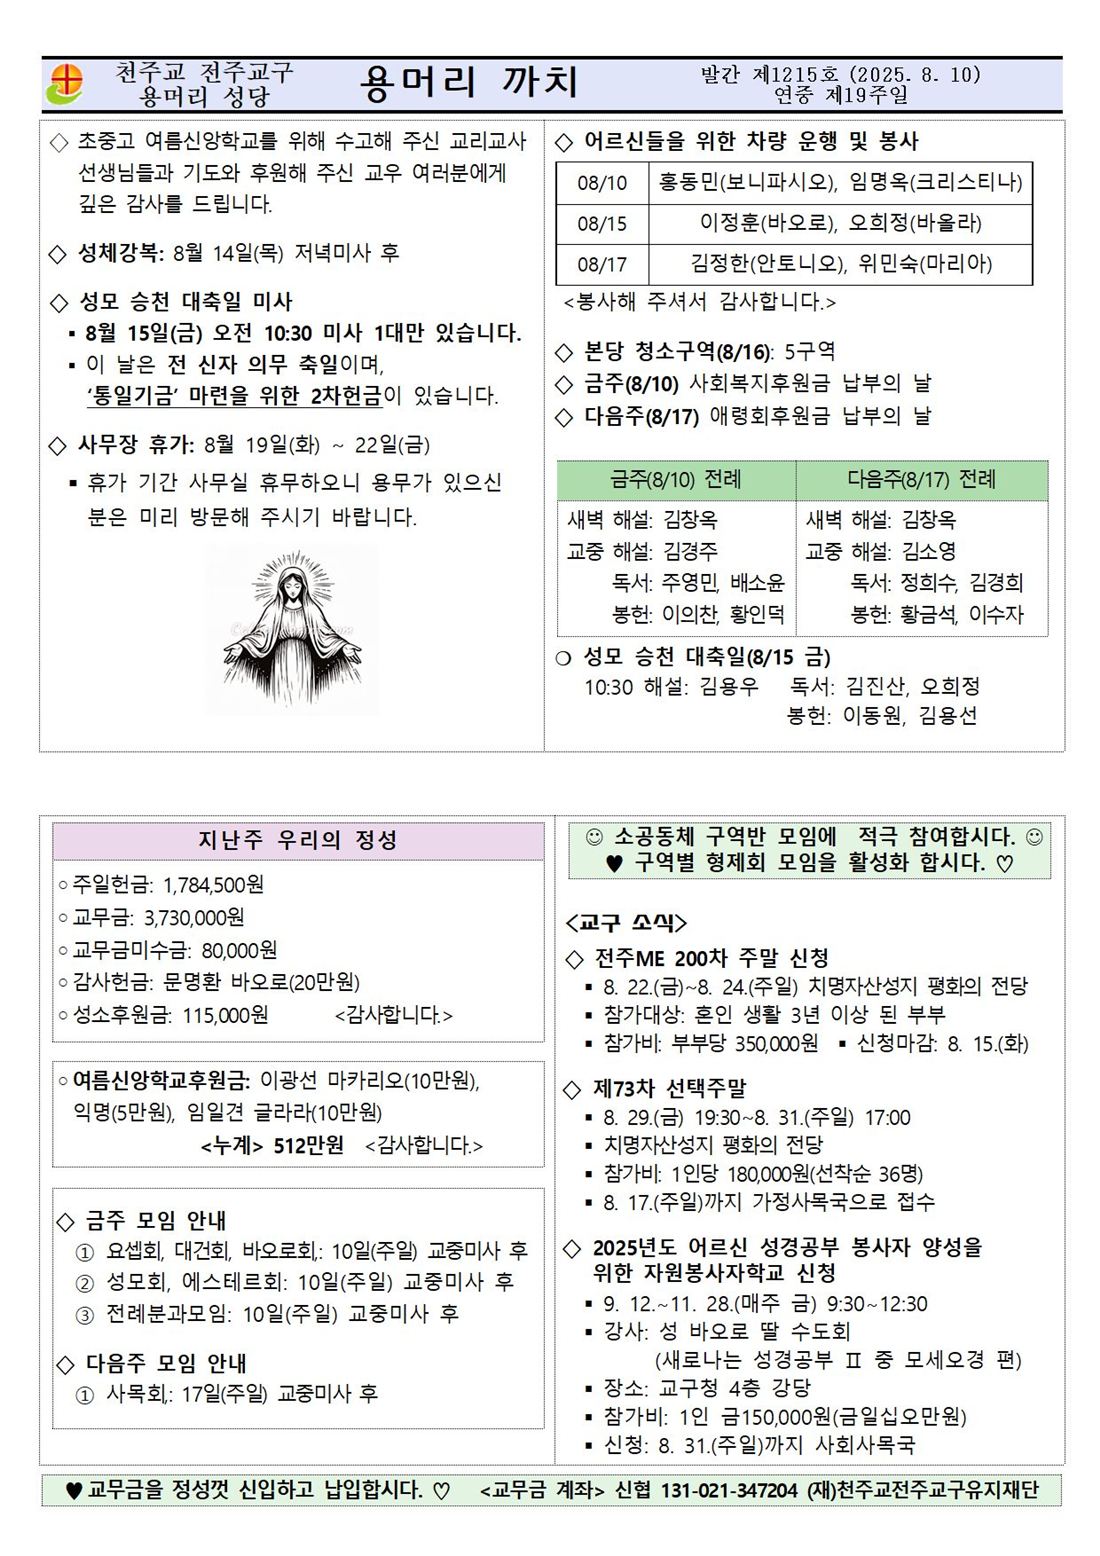 천주교 전주교구
용머리 성당
용머리 까치
발간 제1215호 (2025. 8. 10)
연중 제19주일
◇ 초중고 여름신앙학교를 위해 수고해 주신 교리교사
선생님들과 기도와 후원해 주신 교우 여러분에게
깊은 감사를 드립니다.
◇ 성체강복: 8월 14일(목) 저녁미사 후
◇ 성모 승천 대축일 미사
▪ 8월 15일(금) 오전 10:30 미사 1대만 있습니다.
▪ 이 날은 전 신자 의무 축일이며,
‘통일기금’ 마련을 위한 2차헌금이 있습니다.
◇ 사무장 휴가: 8월 19일(화) ~ 22일(금)
▪ 휴가 기간 사무실 휴무하오니 용무가 있으신
분은 미리 방문해 주시기 바랍니다.
◇ 어르신들을 위한 차량 운행 및 봉사
08/10 홍동민(보니파시오), 임명옥(크리스티나)
08/15 이정훈(바오로), 오희정(바울라)
08/17 김정한(안토니오), 위민숙(마리아)
<봉사해 주셔서 감사합니다.>
◇ 본당 청소구역(8/16): 5구역
◇ 금주(8/10) 사회복지후원금 납부의 날
◇ 다음주(8/17) 애령회후원금 납부의 날
금주(8/10) 전례 다음주(8/17) 전례
새벽 해설: 김창옥 새벽 해설: 김창옥
교중 해설: 김경주 교중 해설: 김소영
독서: 주영민, 배소윤 독서: 정희수, 김경희
봉헌: 이의찬, 황인덕 봉헌: 황금석, 이수자
❍ 성모 승천 대축일(8/15 금)
10:30 해설: 김용우 독서: 김진산, 오희정
봉헌: 이동원, 김용선
지난주 우리의 정성
○ 주일헌금: 1,784,500원
○ 교무금: 3,730,000원
○ 교무금미수금: 80,000원
○ 감사헌금: 문명환 바오로(20만원)
○ 성소후원금: 115,000원 <감사합니다.>
○ 여름신앙학교후원금: 이광선 마카리오(10만원),
익명(5만원), 임일견 글라라(10만원)
<누계> 512만원 <감사합니다.>
◇ 금주 모임 안내
① 요셉회, 대건회, 바오로회,: 10일(주일) 교중미사 후
② 성모회, 에스테르회: 10일(주일) 교중미사 후
③ 전례분과모임: 10일(주일) 교중미사 후
◇ 다음주 모임 안내
① 사목회,: 17일(주일) 교중미사 후
☺ 소공동체 구역반 모임에 적극 참여합시다. ☺
♥ 구역별 형제회 모임을 활성화 합시다. ♡
<교구 소식>
◇ 전주ME 200차 주말 신청
▪ 8. 22.(금)~8. 24.(주일) 치명자산성지 평화의 전당
▪ 참가대상: 혼인 생활 3년 이상 된 부부
▪ 참가비: 부부당 350,000원 ▪ 신청마감: 8. 15.(화)
◇ 제73차 선택주말
▪ 8. 29.(금) 19:30~8. 31.(주일) 17:00
▪ 치명자산성지 평화의 전당
▪ 참가비: 1인당 180,000원(선착순 36명)
▪ 8. 17.(주일)까지 가정사목국으로 접수
◇ 2025년도 어르신 성경공부 봉사자 양성을
위한 자원봉사자학교 신청
▪ 9. 12.~11. 28.(매주 금) 9:30~12:30
▪ 강사: 성 바오로 딸 수도회
(새로나는 성경공부 Ⅱ 중 모세오경 편)
▪ 장소: 교구청 4층 강당
▪ 참가비: 1인 금150,000원(금일십오만원)
▪ 신청: 8. 31.(주일)까지 사회사목국
♥ 교무금을 정성껏 신입하고 납입합시다. ♡ <교무금 계좌> 신협 131-021-347204 (재)천주교전주교구유지재단